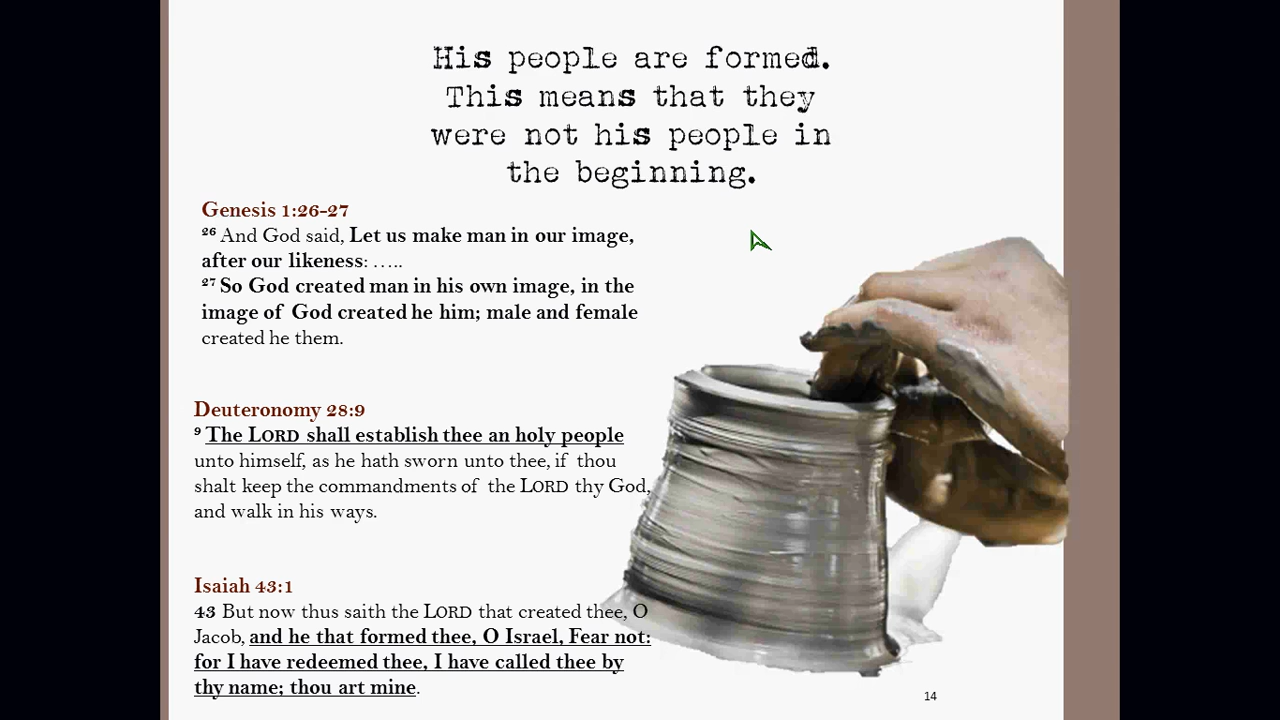 His people are formed.
This means that they
were not his people in
the beginning.
Genesis 1:26-27
26 And God said, Let us make man in our image,
after our likeness: …..
27 So God created man in his own image, in the
image of God created he him; male and female
created he them.
Deuteronomy 28:9
9 The LORD shall establish thee an holy people
unto himself, as he hath sworn unto thee, if thou
shalt keep the commandments of the LORD thy God,
and walk in his ways.
Isaiah 43:1
43 But now thus saith the LORD that created thee, O
Jacob, and he that formed thee, O Israel, Fear not:
for I have redeemed thee, I have called thee by
thy name; thou art mine.
14